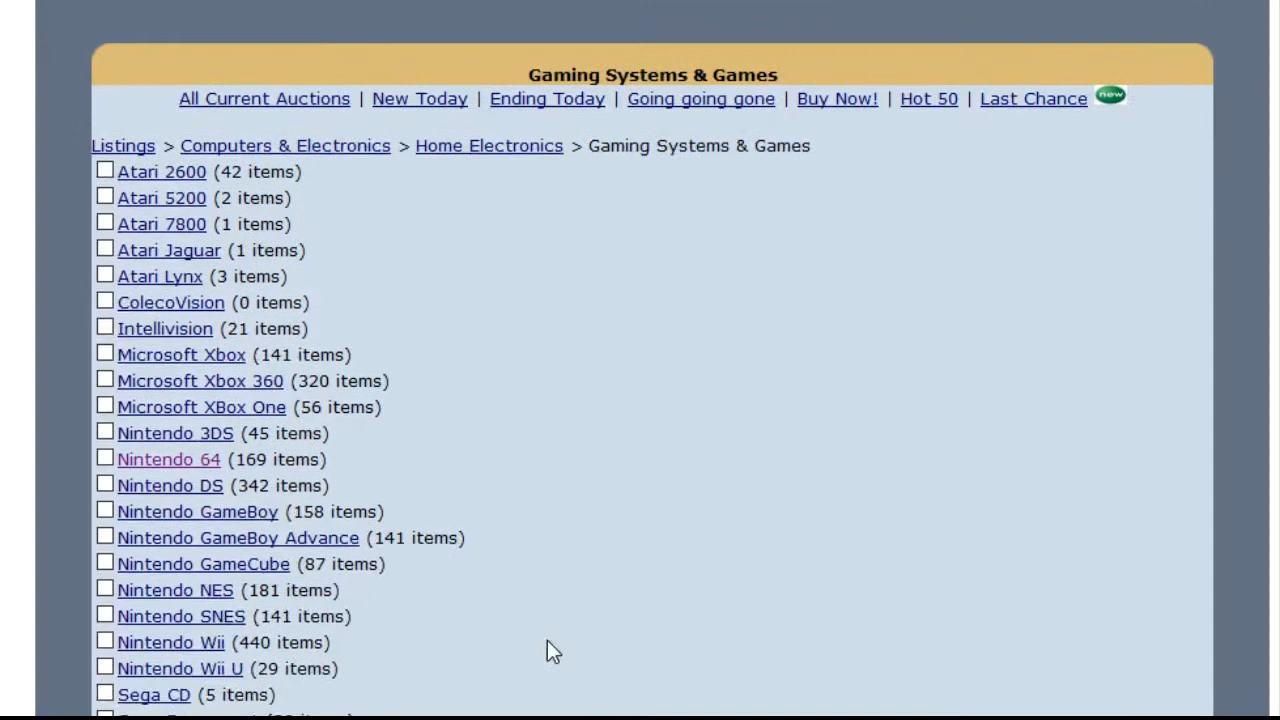 Gaming Systems & Games
All Current Auctions | New Today | Ending Today | Going going gone | Buy Now! | Hot 50 | Last Chance new
Listings > Computers & Electronics > Home Electronics > Gaming Systems & Games
Atari 2600 (42 items)
Atari 5200 (2 items)
Atari 7800 (1 items)
Atari Jaguar (1 items)
Atari Lynx (3 items)
ColecoVision (0 items)
Intellivision (21 items)
Microsoft Xbox (141 items)
Microsoft Xbox 360 (320 items)
Microsoft XBox One (56 items)
Nintendo 3DS (45 items)
Nintendo 64 (169 items)
Nintendo DS (342 items)
Nintendo GameBoy (158 items)
Nintendo GameBoy Advance (141 items)
Nintendo GameCube (87 items)
Nintendo NES (181 items)
Nintendo SNES (141 items)
Nintendo Wii (440 items)
Nintendo Wii U (29 items)
Sega CD (5 items)